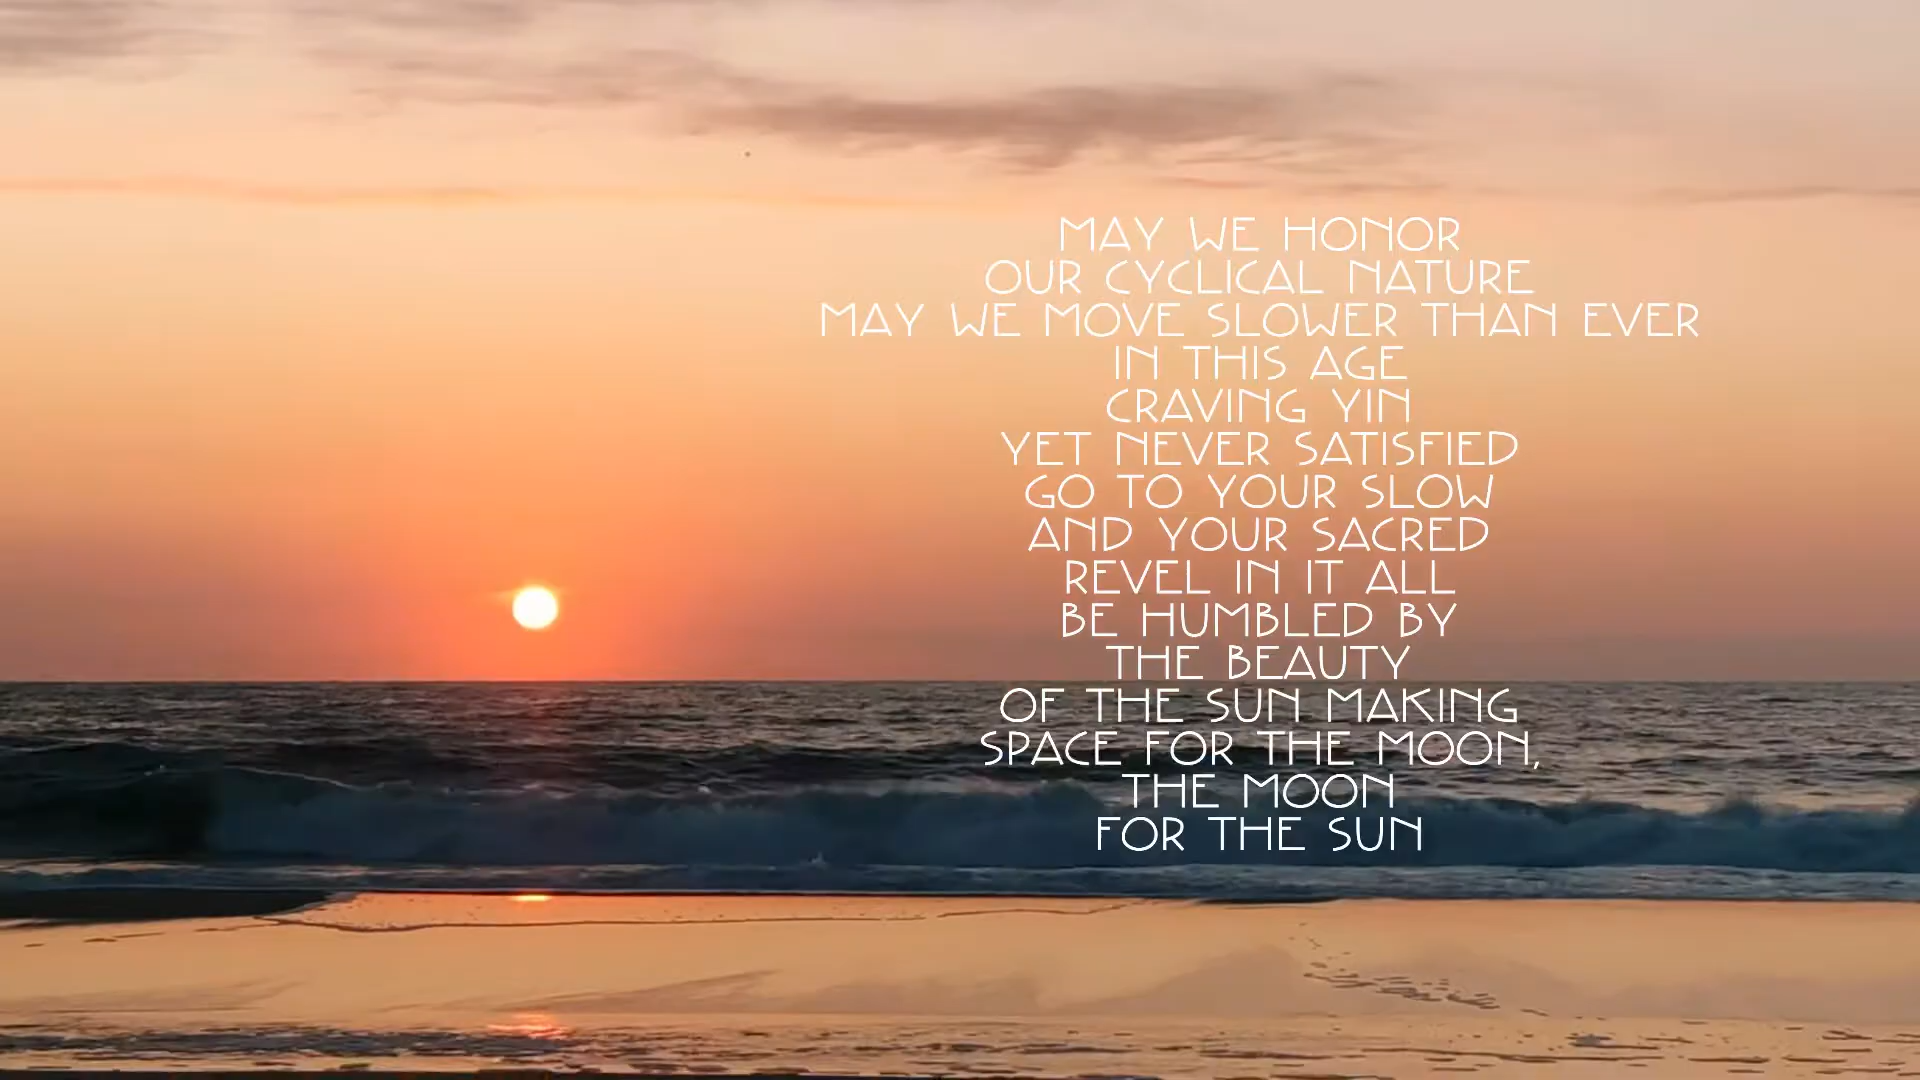 MAY WE HONOR
OUR CYCLICAL NATURE
MAY WE MOVE SLOWER THAN EVER
IN THIS AGE
CRAVING YIN
YET NEVER SATISFIED
GO TO YOUR SLOW
AND YOUR SACRED
REVEL IN IT ALL
BE HUMBLED BY
THE BEAUTY
OF THE SUN MAKING
SPACE FOR THE MOON,
THE MOON
FOR THE SUN